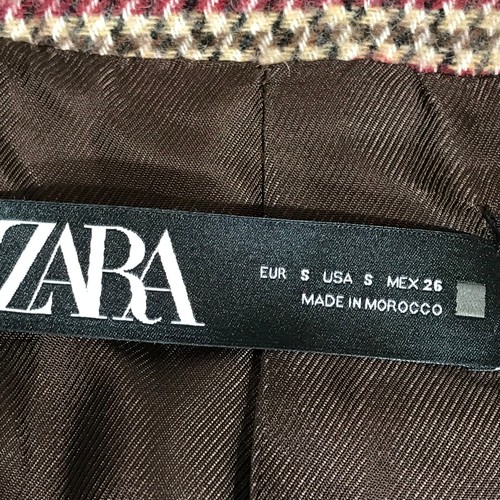 ZARA
EUR S USA S MEX 26
MADE IN MOROCCO